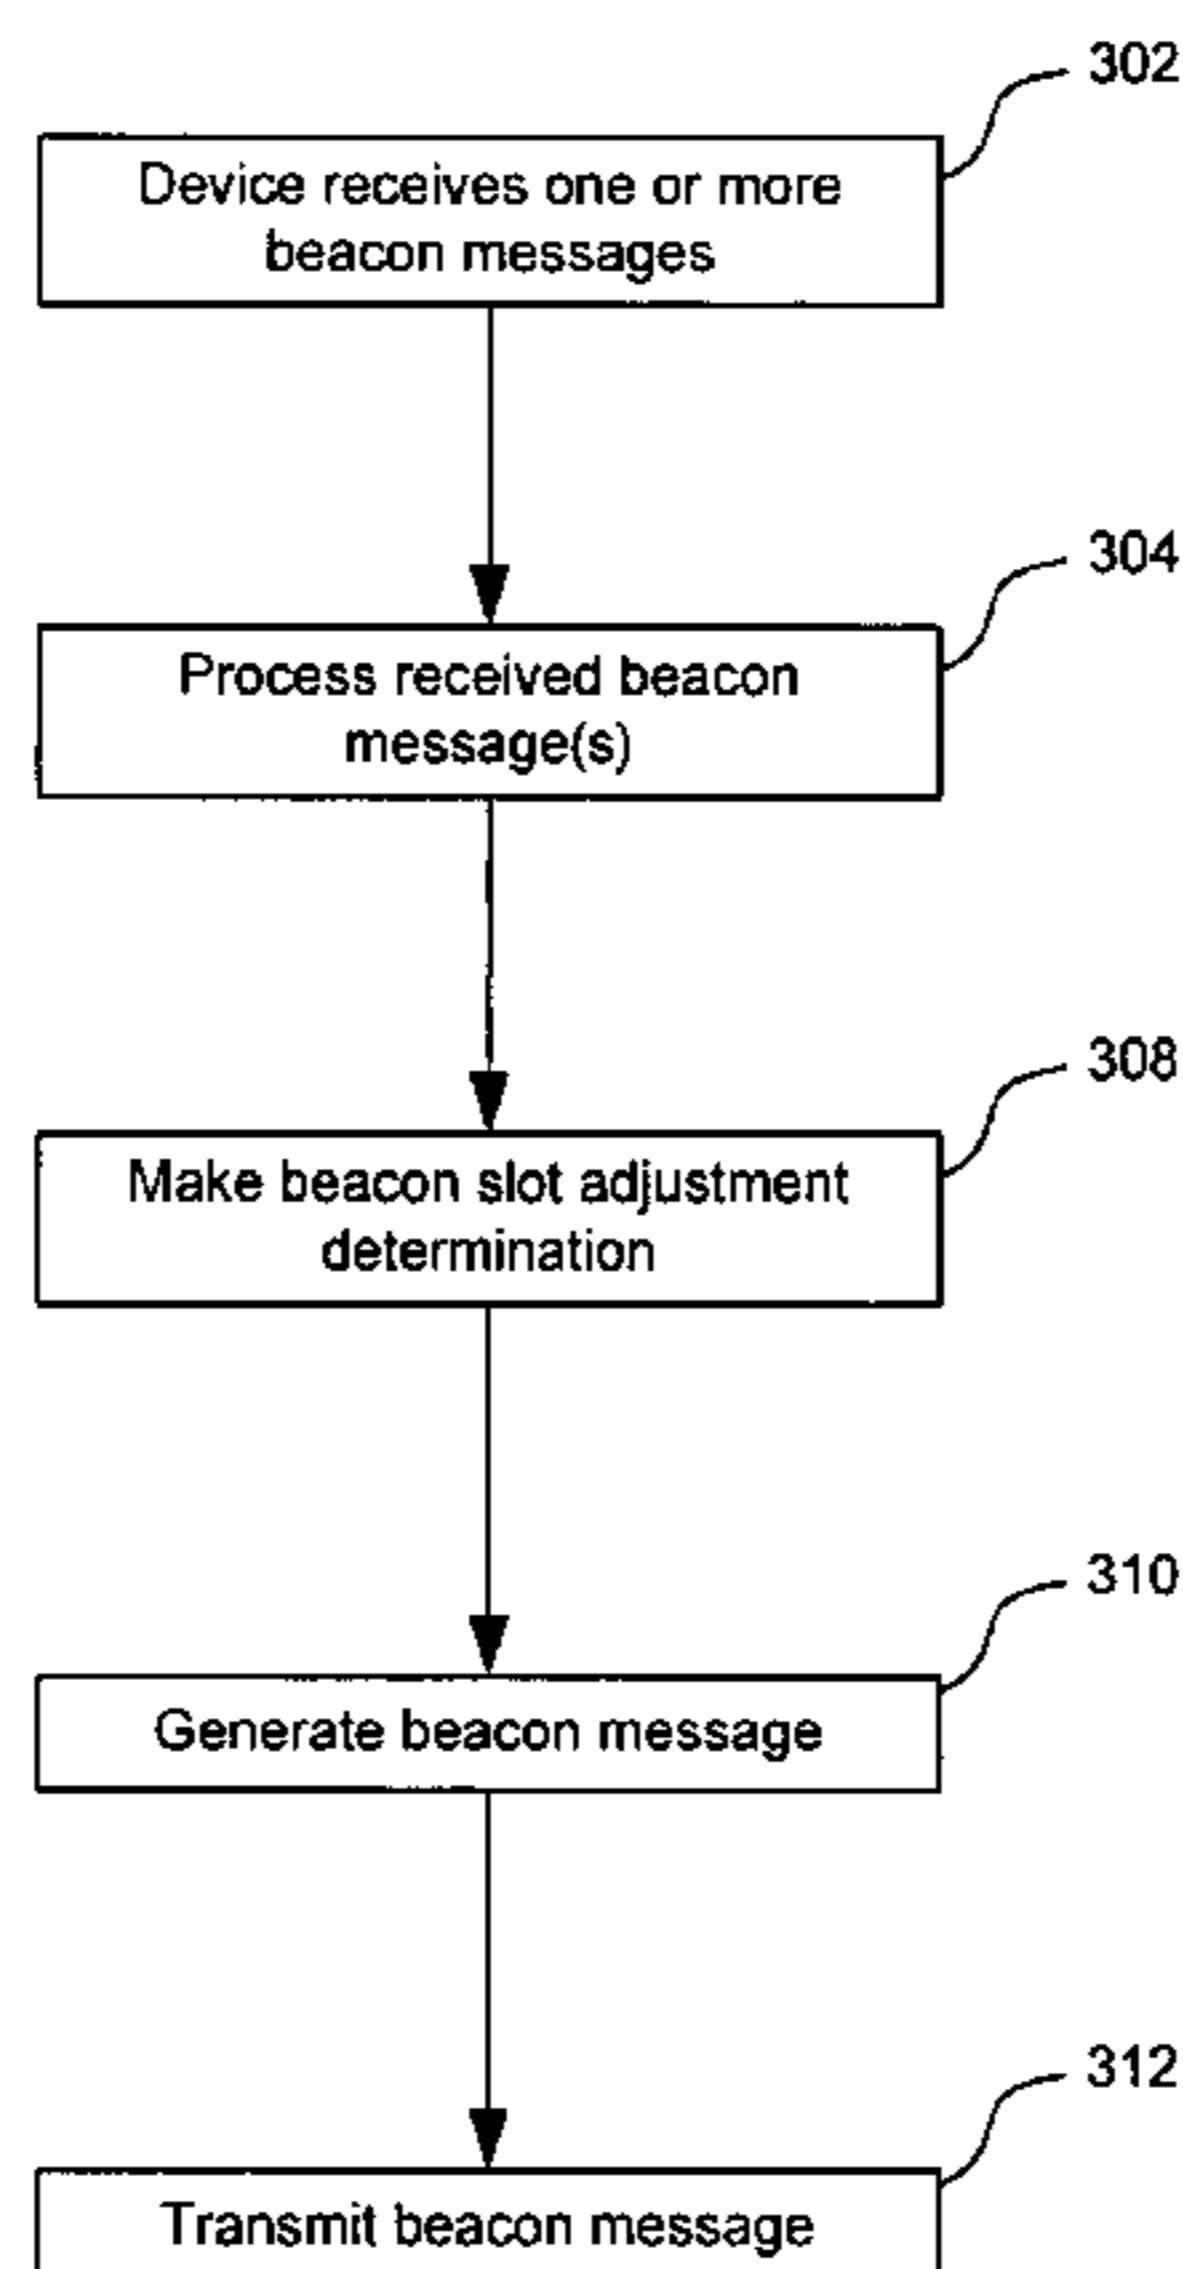 302
Device receives one or more
beacon messages
304
Process received beacon
message(s)
308
Make beacon slot adjustment
determination
310
Generate beacon message
312
Transmit beacon message